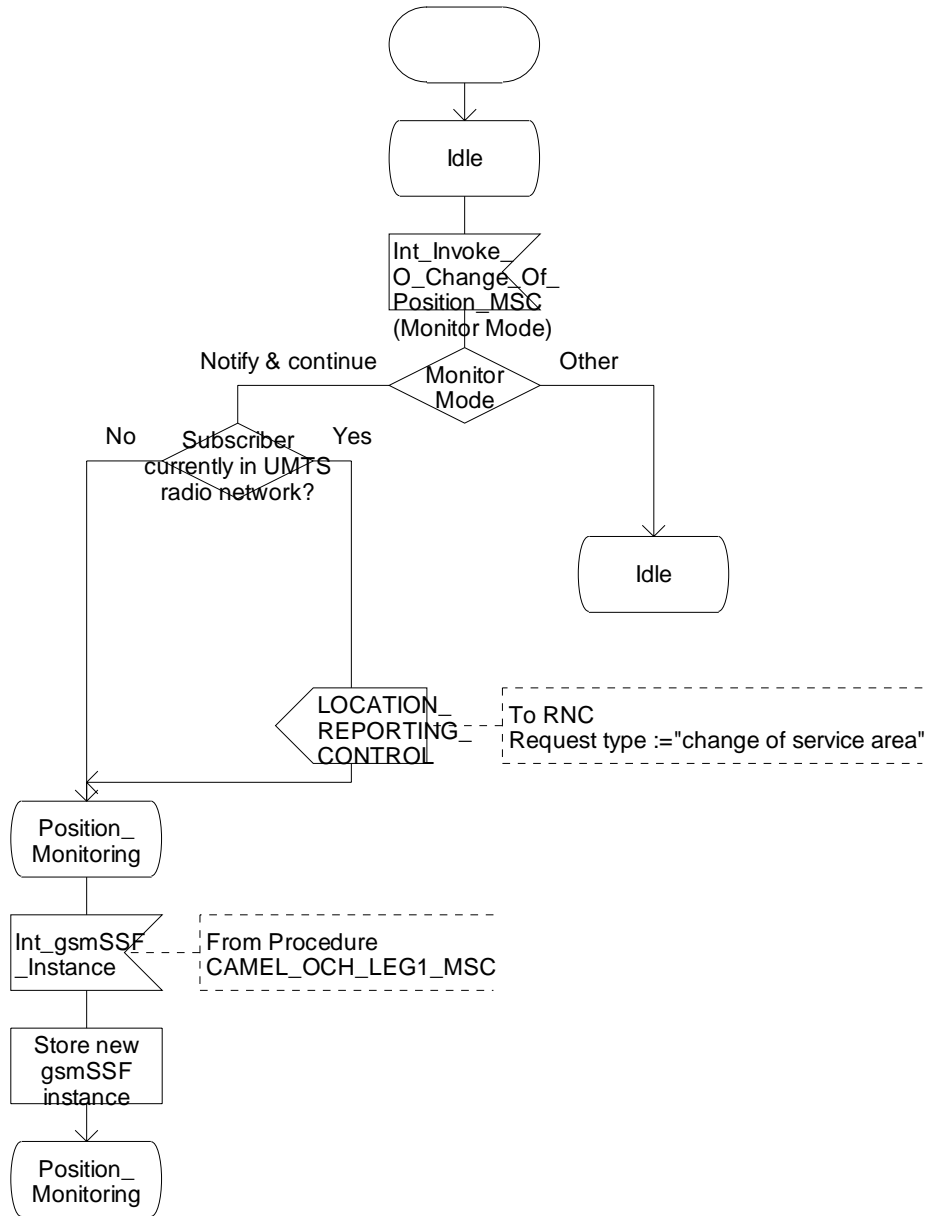 Idle
Int_Invoke_
O_Change_Of_
Position_MSC
(Monitor Mode)
Notify & continue
Monitor
Mode
Other
No
Subscriber
currently in UMTS
radio network?
Yes
Idle
LOCATION_
REPORTING_
CONTROL
To RNC
Request type :="change of service area"
Position_
Monitoring
Int_gsmSSF
_Instance
From Procedure
CAMEL_OCH_LEG1_MSC
Store new
gsmSSF
instance
Position_
Monitoring